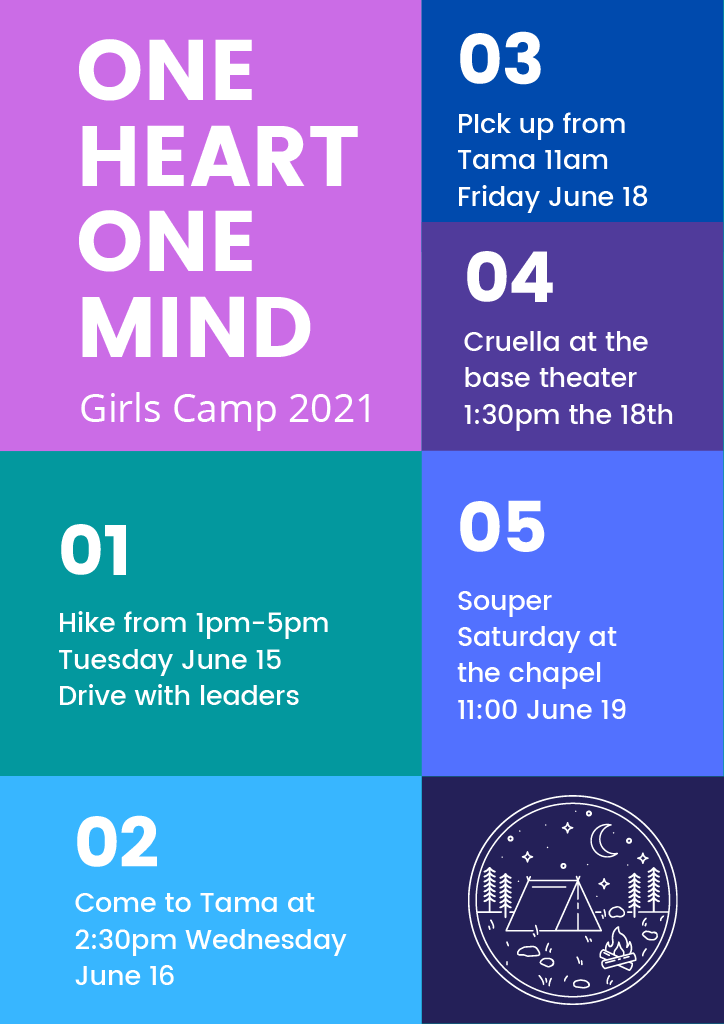 ONE
HEART
ONE
MIND
Girls Camp 2021
01
Hike from 1pm-5pm
Tuesday June 15
Drive with leaders
02
Come to Tama at
2:30pm Wednesday
June 16
03
PIck up from
Tama 11am
Friday June 18
04
Cruella at the
base theater
1:30pm the 18th
05
Souper
Saturday at
the chapel
11:00 June 19